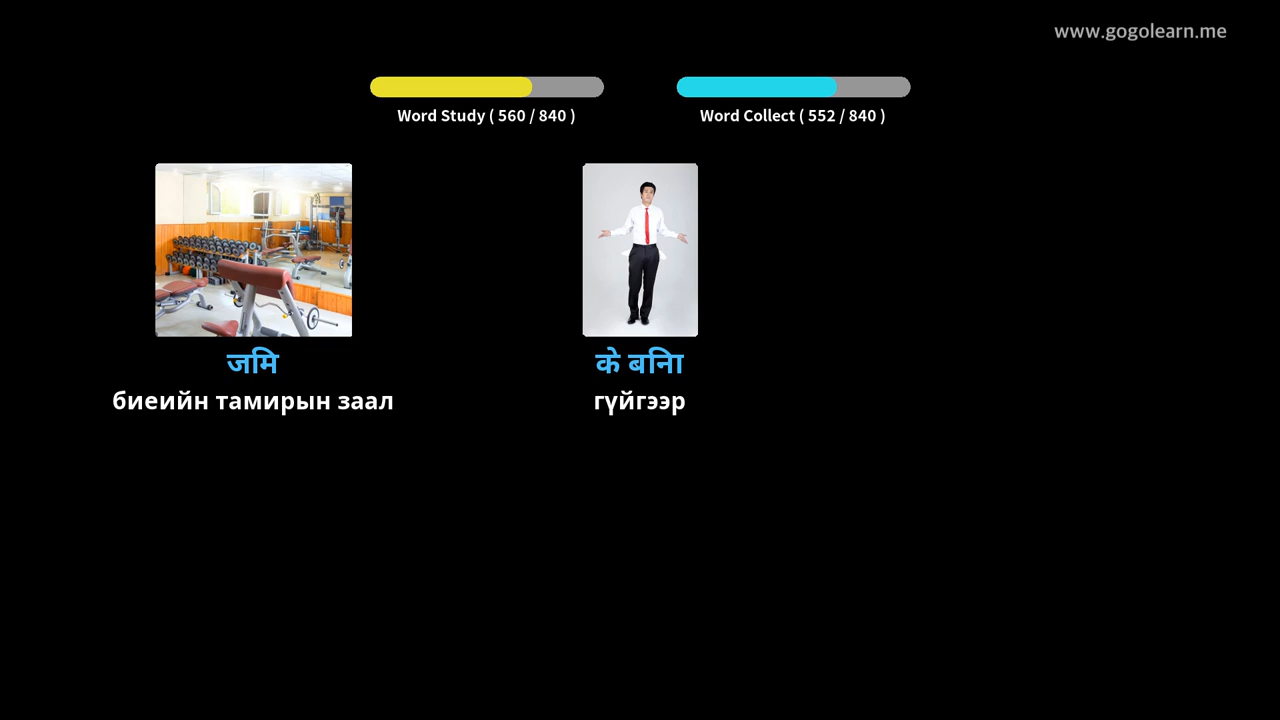 www.gogolearn.me
Word Study ( 560 / 840 )
Word Collect ( 552 / 840 )
जमि
के बनिा
биеийн тамирын заал
гүйгээр